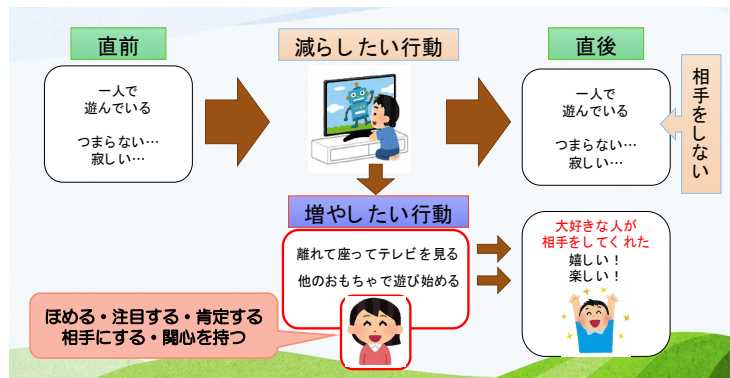 直前
減らしたい行動
直後
一人で
遊んでいる
つまらない…
寂しい…
一人で
遊んでいる
つまらない…
寂しい…
相手をしない
増やしたい行動
離れて座ってテレビを見る
他のおもちゃで遊び始める
大好きな人が
相手をしてくれた
嬉しい！
楽しい！
ほめる・注目する・肯定する
相手にする・関心を持つ